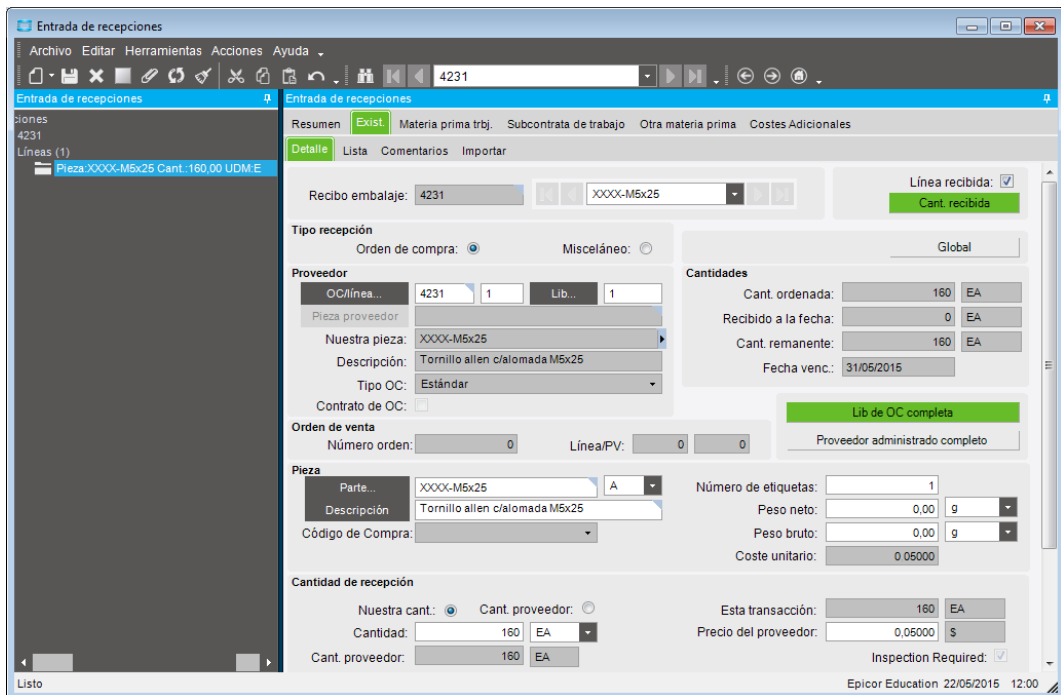 Entrada de recepciones
Archivo Editar Herramientas Acciones Ayuda
4231
Entrada de recepciones
ciones
4231
Líneas (1)
Pieza:XXXX-M5x25 Cant.:160,00 UDM:E
Entrada de recepciones
Resumen Exist. Materia prima trbj. Subcontrata de trabajo Otra materia prima Costes Adicionales
Detalle Lista Comentarios Importar
Recibo embalaje: 4231 XXXX-M5x25 Línea recibida:
Cant. recibida
Tipo recepción
Orden de compra: Misceláneo: Global
Proveedor Cantidades
OC/línea... 4231 1 Lib... 1 Cant. ordenada: 160 EA
Pieza proveedor Recibido a la fecha: 0 EA
Nuestra pieza: XXXX-M5x25 Cant. remanente: 160 EA
Descripción: Tornillo allen c/alomada M5x25 Fecha venc.: 31/05/2015
Tipo OC: Estándar
Contrato de OC: Lib de OC completa
Orden de venta
Número orden: 0 Línea/PV: 0 0 Proveedor administrado completo
Pieza
Parte... XXXX-M5x25 A Número de etiquetas: 1
Descripción Tornillo allen c/alomada M5x25 Peso neto: 0,00 g
Código de Compra: Peso bruto: 0,00 g
Coste unitario: 0.05000
Cantidad de recepción
Nuestra cant.: Cant. proveedor: Esta transacción: 160 EA
Cantidad: 160 EA Precio del proveedor: 0,05000 $
Cant. proveedor: 160 EA Inspection Required:
Listo Epicor Education 22/05/2015 12:00